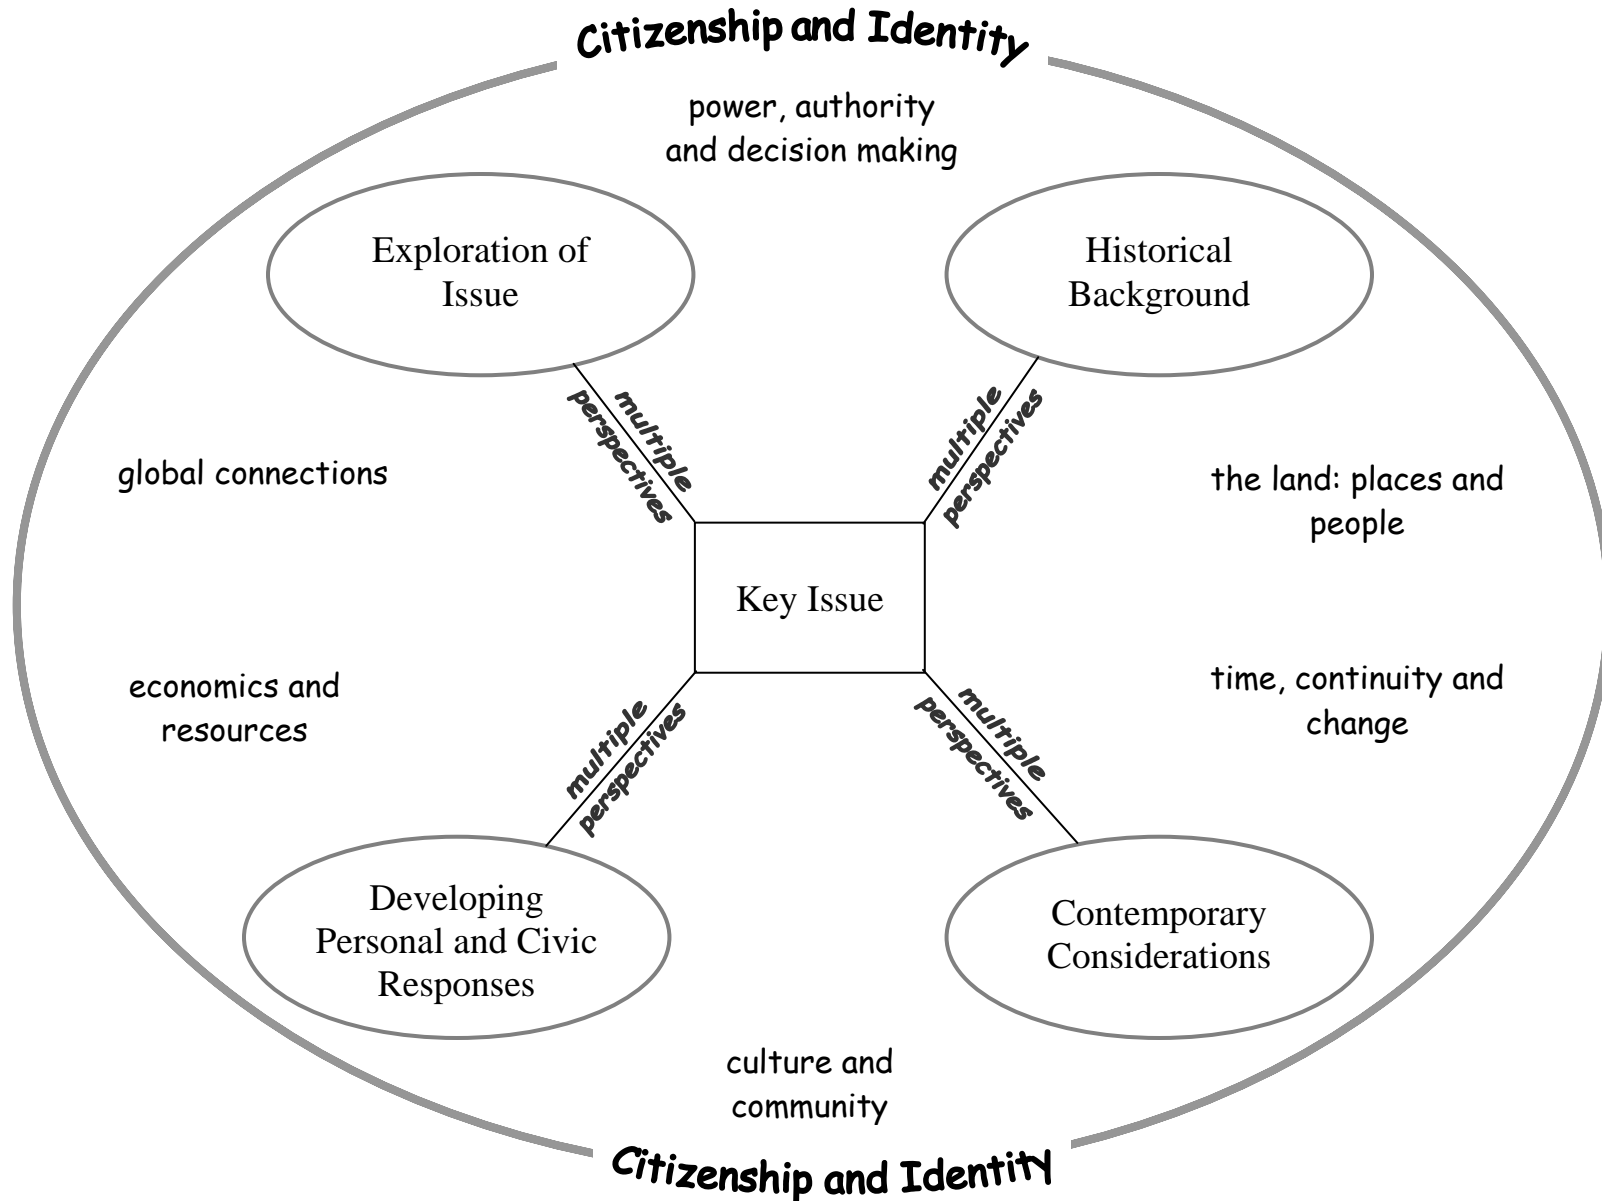 Citizenship and Identity
power, authority
and decision making
Exploration of
Issue
Historical
Background
multiple
perspectives
multiple
perspectives
global connections
the land: places and
people
Key Issue
economics and
resources
time, continuity and
change
multiple
perspectives
multiple
perspectives
Developing
Personal and Civic
Responses
Contemporary
Considerations
culture and
community
Citizenship and Identity